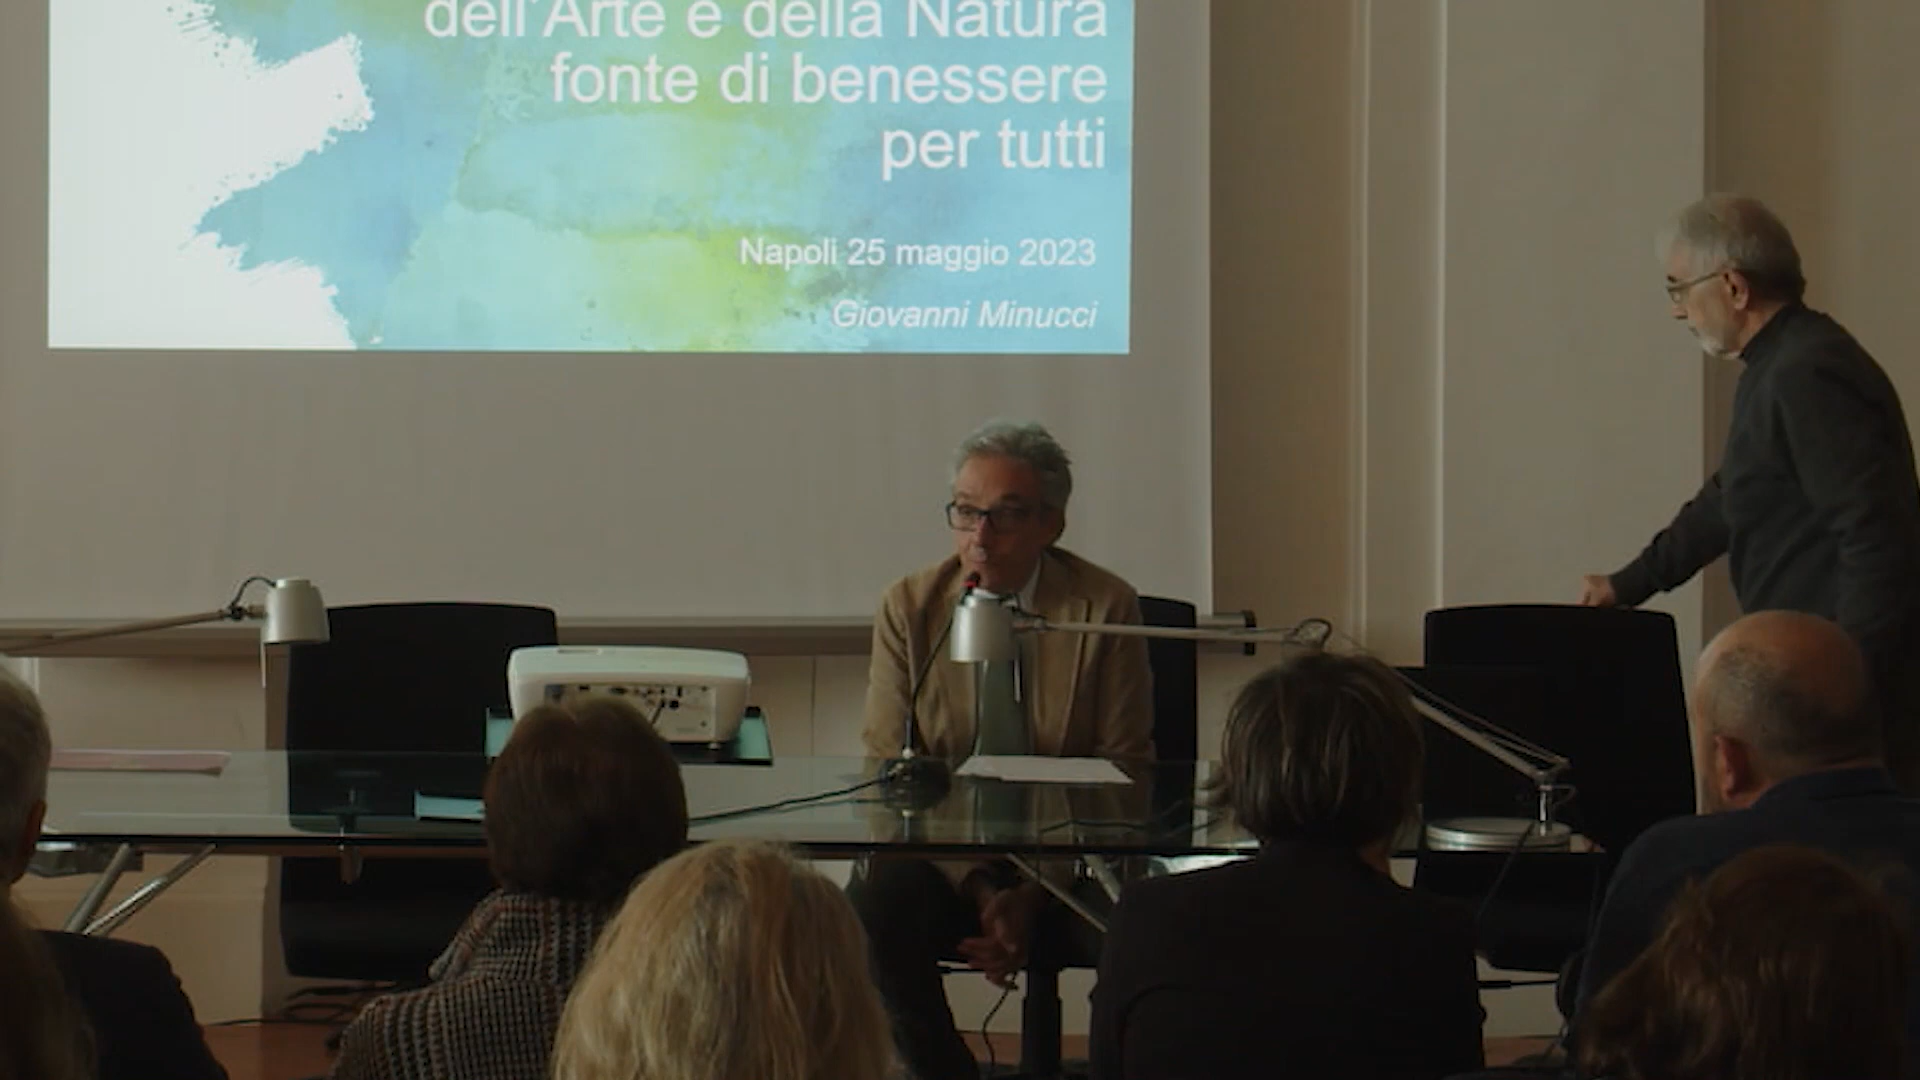 dell'Arte e della Natura
fonte di benessere
per tutti
Napoli 25 maggio 2023
Giovanni Minucci